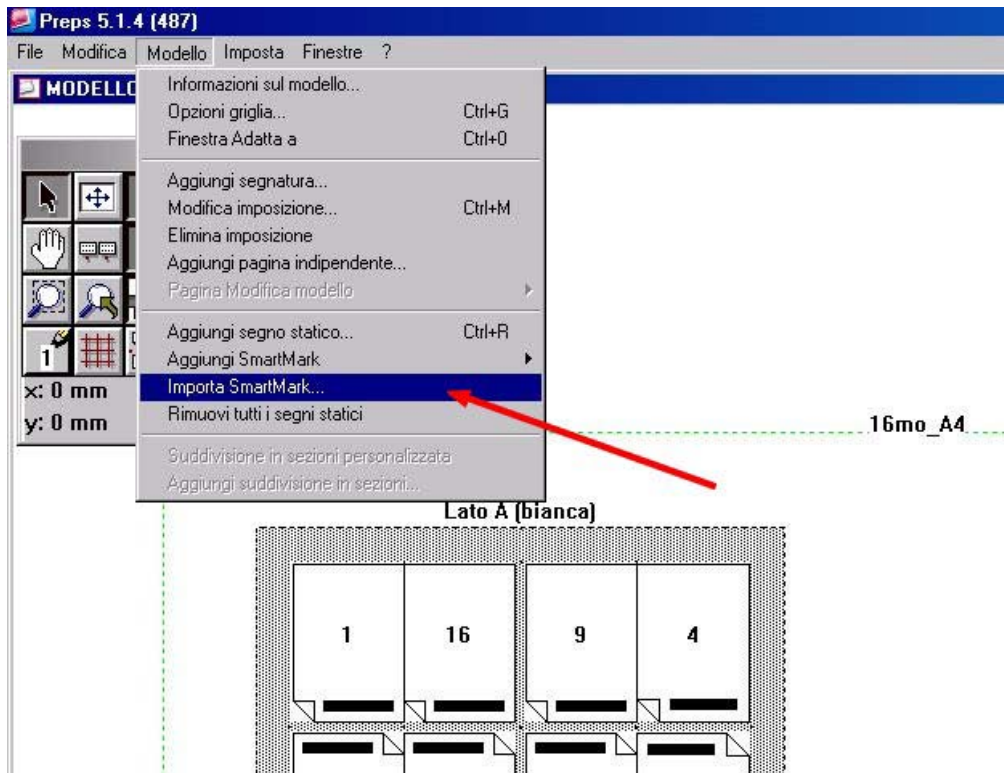 Preps 5.1.4 (487)
File Modifica Modello Imposta Finestre ?
MODELLO
Informazioni sul modello...
Opzioni griglia... Ctrl+G
Finestra Adatta a Ctrl+0
Aggiungi segnatura...
Modifica imposizione... Ctrl+M
Elimina imposizione
Aggiungi pagina indipendente...
Pagina Modifica modello
Aggiungi segno statico... Ctrl+R
Aggiungi SmartMark
Importa SmartMark...
Rimuovi tutti i segni statici
Suddivisione in sezioni personalizzata
Aggiungi suddivisione in sezioni...
1
x: 0 mm
y: 0 mm
16mo_A4
Lato A (bianca)
1 16 9 4